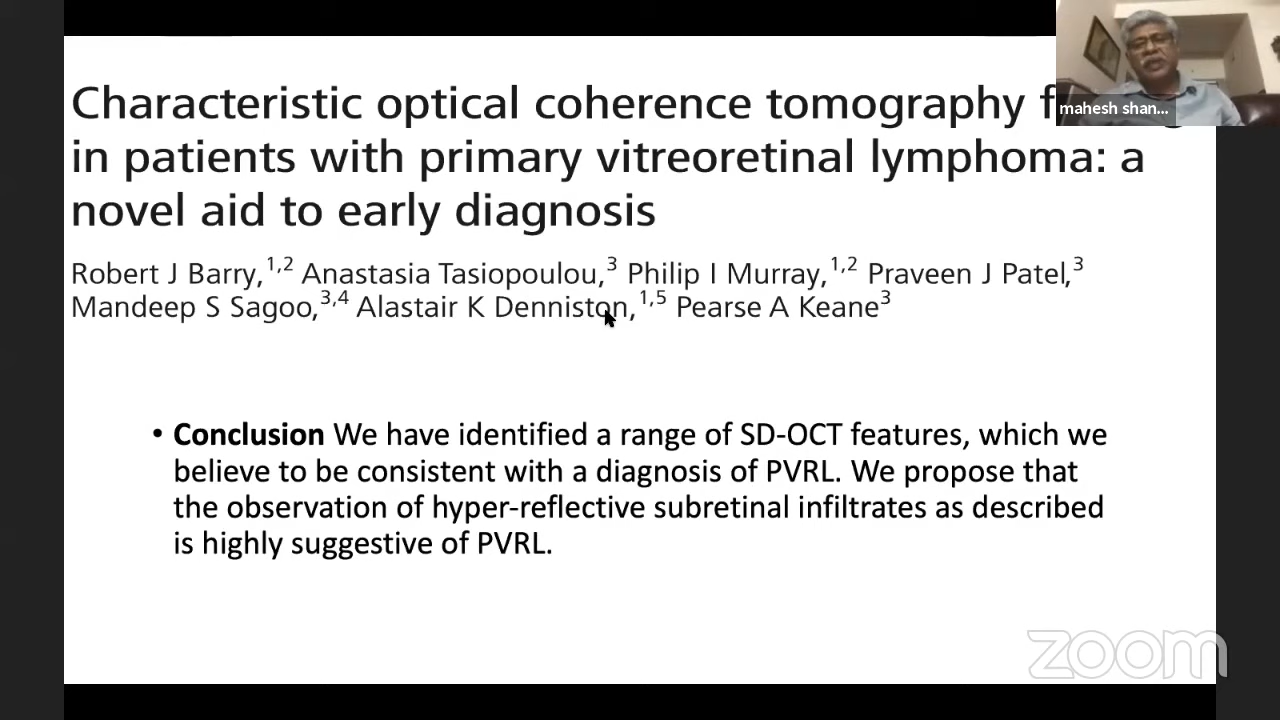 Characteristic optical coherence tomography f
in patients with primary vitreoretinal lymphoma: a
novel aid to early diagnosis
Robert J Barry,1,2 Anastasia Tasiopoulou,3 Philip I Murray,1,2 Praveen J Patel,3
Mandeep S Sagoo,3,4 Alastair K Denniston,1,5 Pearse A Keane3
• Conclusion We have identified a range of SD-OCT features, which we
believe to be consistent with a diagnosis of PVRL. We propose that
the observation of hyper-reflective subretinal infiltrates as described
is highly suggestive of PVRL.
mahesh shan...
zoom